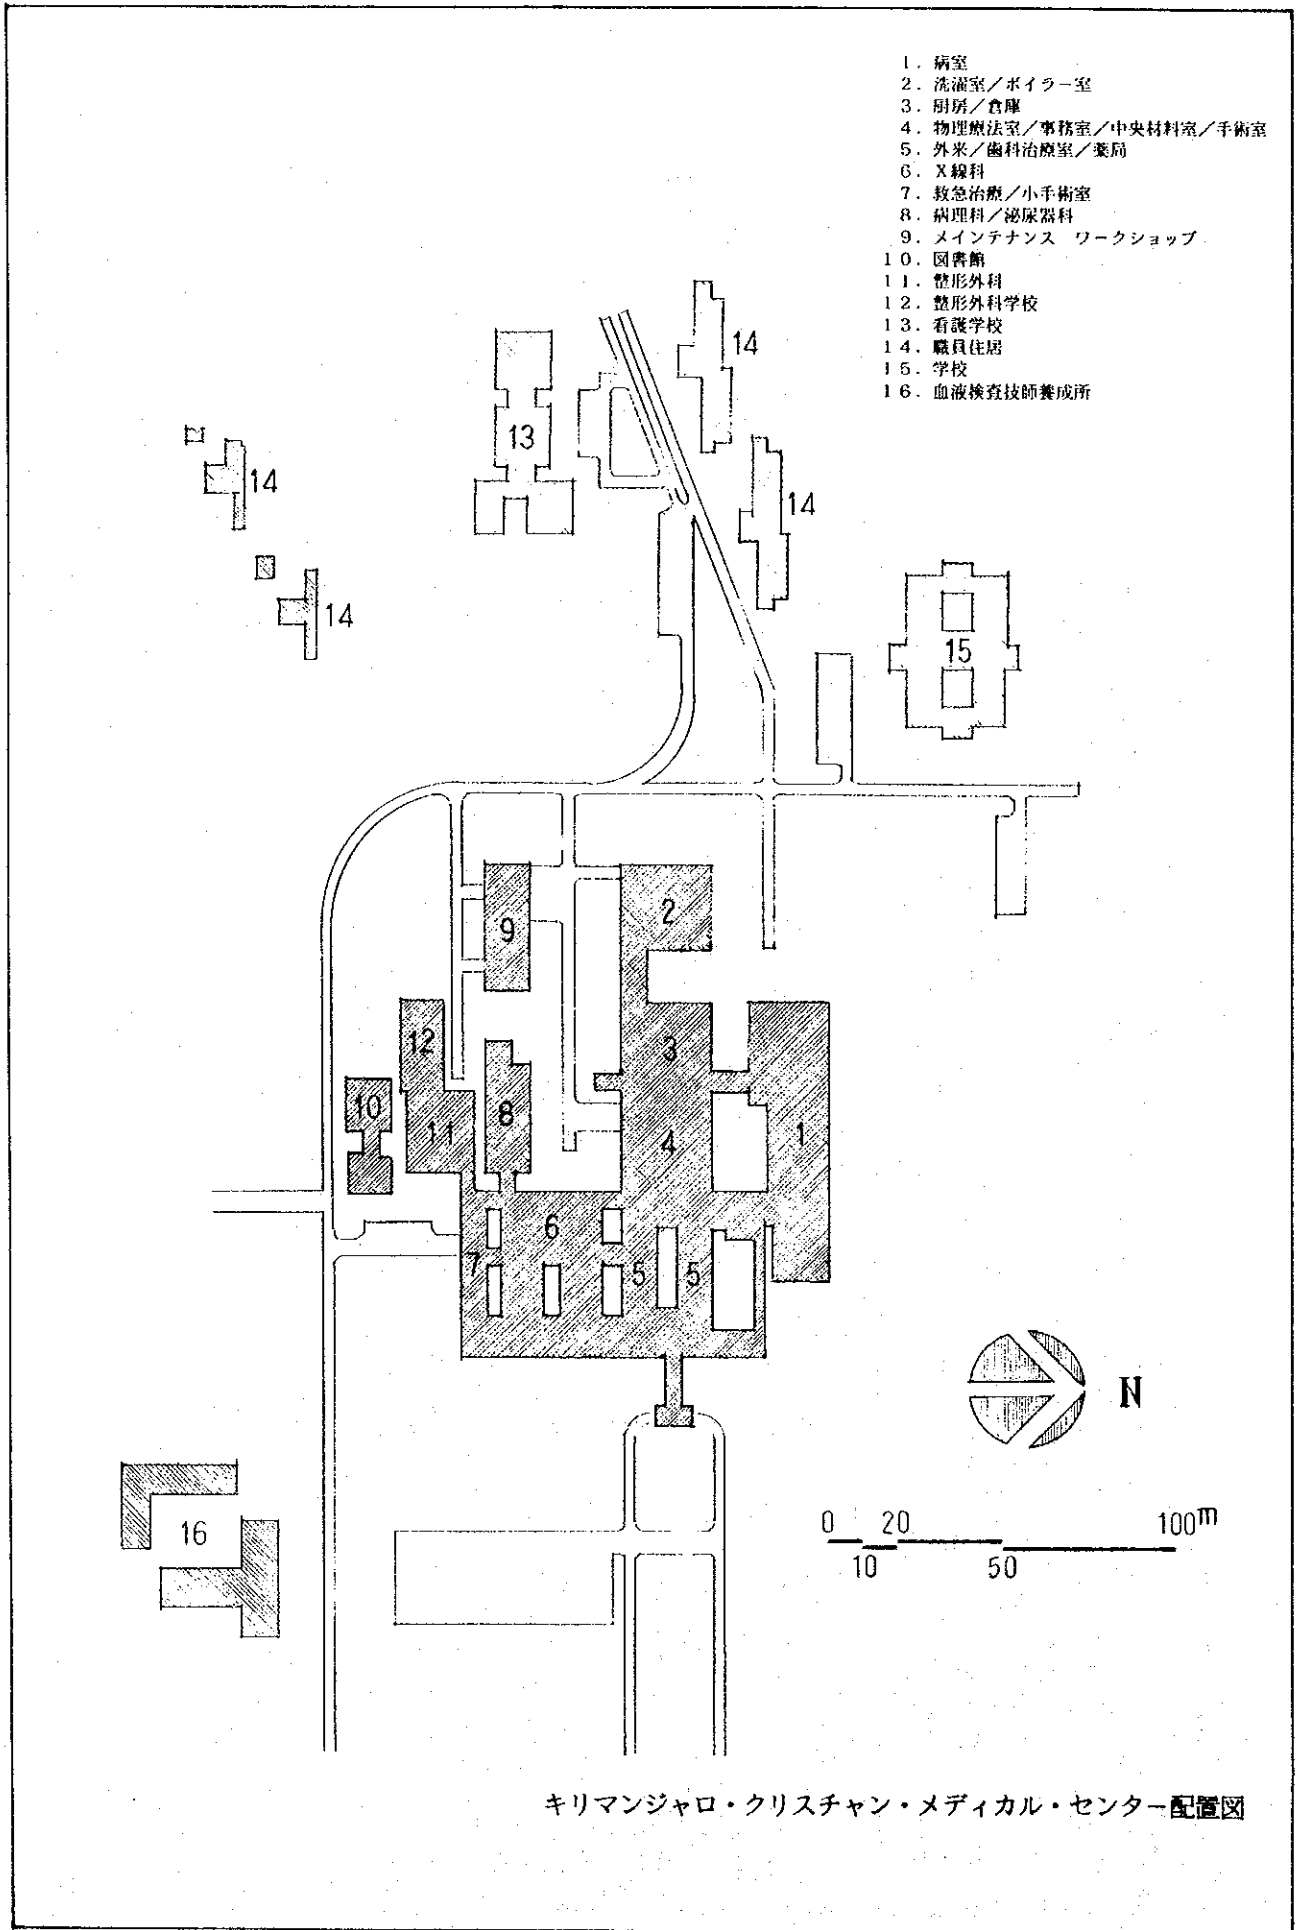 1. 病室
2. 洗濯室／ボイラー室
3. 厨房／倉庫
4. 物理療法室／事務室／中央材料室／手術室
5. 外来／歯科治療室／薬局
6. X線科
7.救急治療／小手術室
8. 病理科／泌尿器科
9. メインテナンス ワークショップ
10. 図書館
11. 整形外科
12. 整形外科学校
13. 看護学校
14. 職員住居
15. 学校
16. 血液検査技師養成所
14
13
14
14
14
15
2
9
12
3
10
11
8
4
1
6
7
5
5
N
16
0 20 100m
10 50
キリマンジャロ・クリスチャン・メディカル・センター配置図